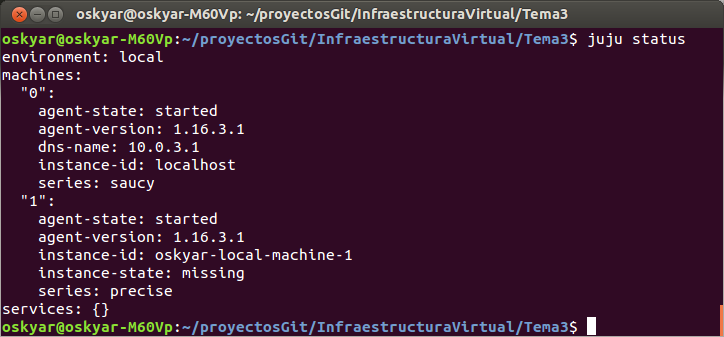 oskyar@oskyar-M60Vp: ~/proyectosGit/InfraestructuraVirtual/Tema3
oskyar@oskyar-M60Vp:~/proyectosGit/InfraestructuraVirtual/Tema3$ juju status
environment: local
machines:
  "0":
    agent-state: started
    agent-version: 1.16.3.1
    dns-name: 10.0.3.1
    instance-id: localhost
    series: saucy
  "1":
    agent-state: started
    agent-version: 1.16.3.1
    instance-id: oskyar-local-machine-1
    instance-state: missing
    series: precise
services: {}
oskyar@oskyar-M60Vp:~/proyectosGit/InfraestructuraVirtual/Tema3$